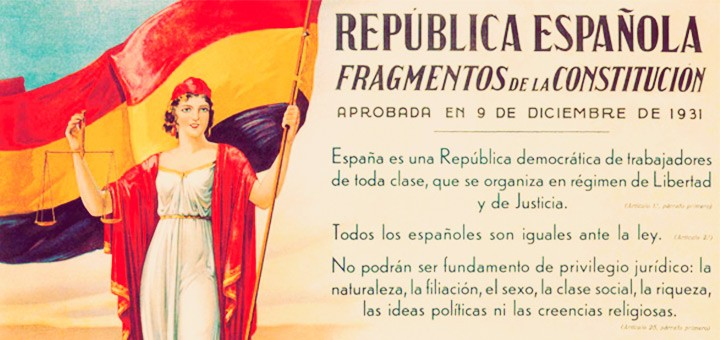 REPÚBLICA ESPAÑOLA
FRAGMENTOS DE LA CONSTITUCIÓN
APROBADA EN 9 DE DICIEMBRE DE 1931
España es una República democrática de trabajadores
de toda clase, que se organiza en régimen de Libertad
y de Justicia.
(Artículo 1º, párrafo primero)
Todos los españoles son iguales ante la ley.
No podrán ser fundamento de privilegio jurídico: la
naturaleza, la filiación, el sexo, la clase social, la riqueza,
las ideas políticas ni las creencias religiosas.
(Artículo 25, párrafo primero)